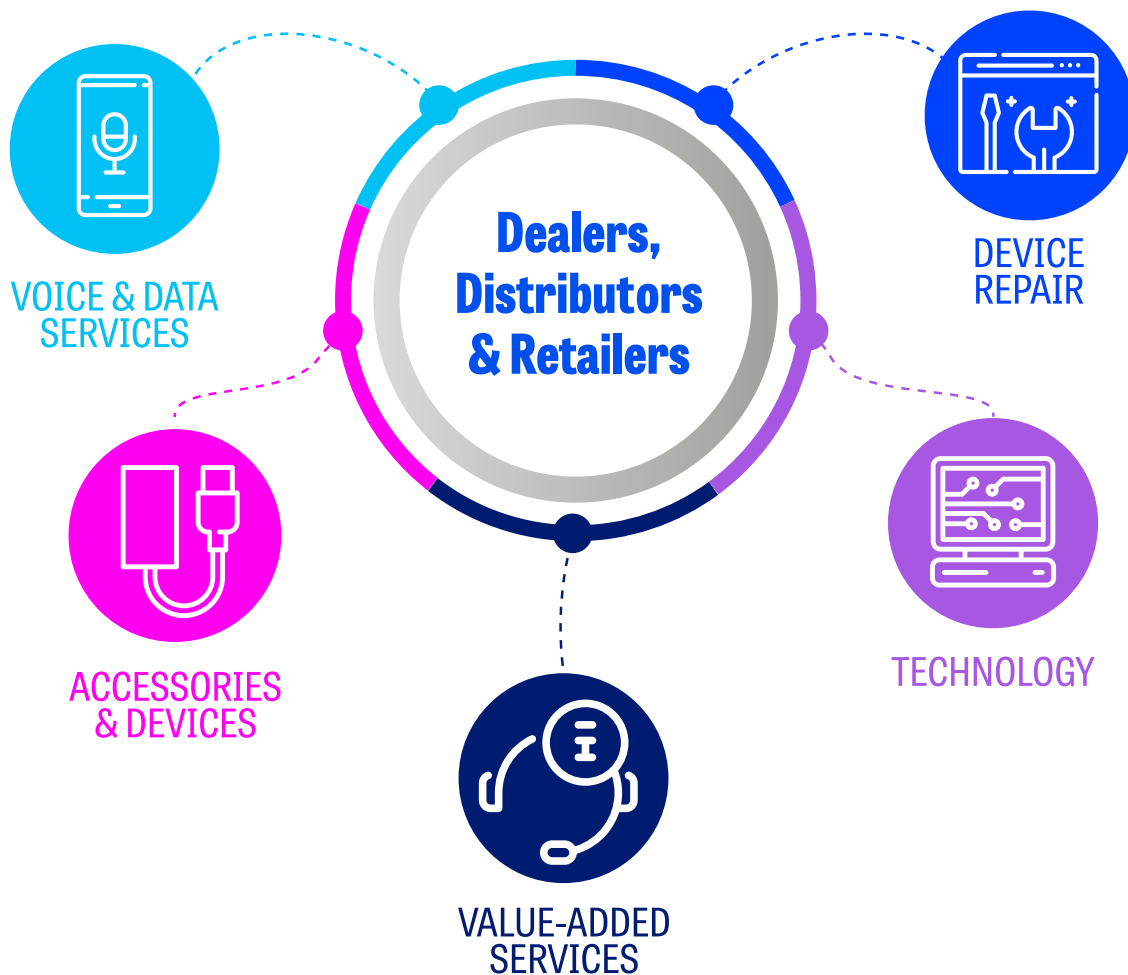 Dealers,
Distributors
& Retailers
VOICE & DATA
SERVICES
DEVICE
REPAIR
ACCESSORIES
& DEVICES
TECHNOLOGY
VALUE-ADDED
SERVICES